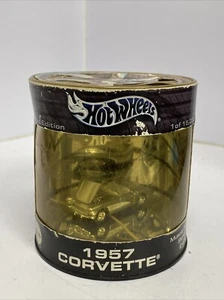 Hot Wheels
Edition
1 of 15,
1957
CORVETTE®